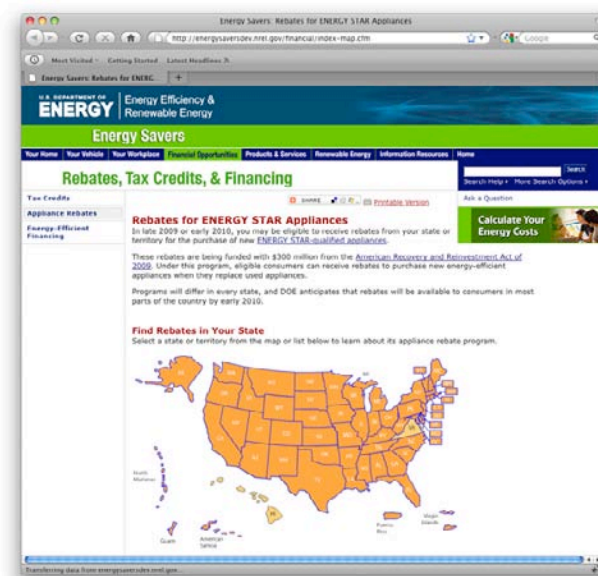 Energy Savers: Rebates for ENERGY STAR Appliances
http://energysaversdev.nrel.gov/financial/index-map.cfm
Google
Most Visited
Getting Started
Latest Headlines
Energy Savers: Rebates for ENERG...
U.S. DEPARTMENT OF
ENERGY
Energy Efficiency &
Renewable Energy
Energy Savers
Your Home
Your Vehicle
Your Workplace
Financial Opportunities
Products & Services
Renewable Energy
Information Resources
Home
Rebates, Tax Credits, & Financing
Search
Search Help
More Search Options
Tax Credits
Appliance Rebates
Energy-Efficient
Financing
SHARE
Printable Version
Ask a Question
Calculate Your
Energy Costs
Rebates for ENERGY STAR Appliances
In late 2009 or early 2010, you may be eligible to receive rebates from your state or
territory for the purchase of new ENERGY STAR-qualified appliances.
These rebates are being funded with $300 million from the American Recovery and Reinvestment Act of
2009. Under this program, eligible consumers can receive rebates to purchase new energy-efficient
appliances when they replace used appliances.
Programs will differ in every state, and DOE anticipates that rebates will be available to consumers in most
parts of the country by early 2010.
Find Rebates in Your State
Select a state or territory from the map or list below to learn about its appliance rebate program.
North
Marianas
Guam
American
Samoa
HI
Puerto
Rico
Virgin
Islands
Transferring data from energysaversdev.nrel.gov...